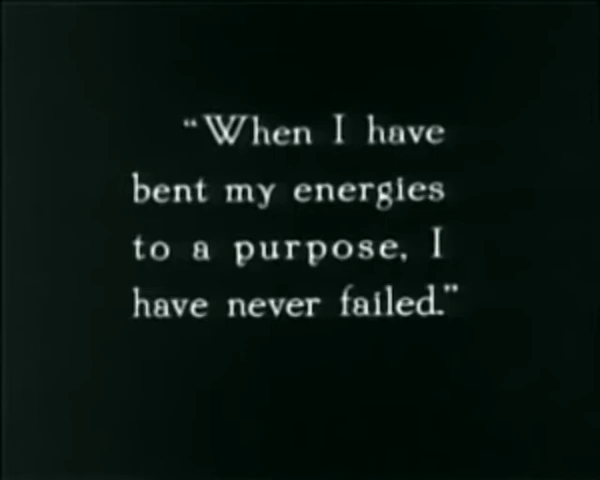 “When I have
bent my energies
to a purpose, I
have never failed.”